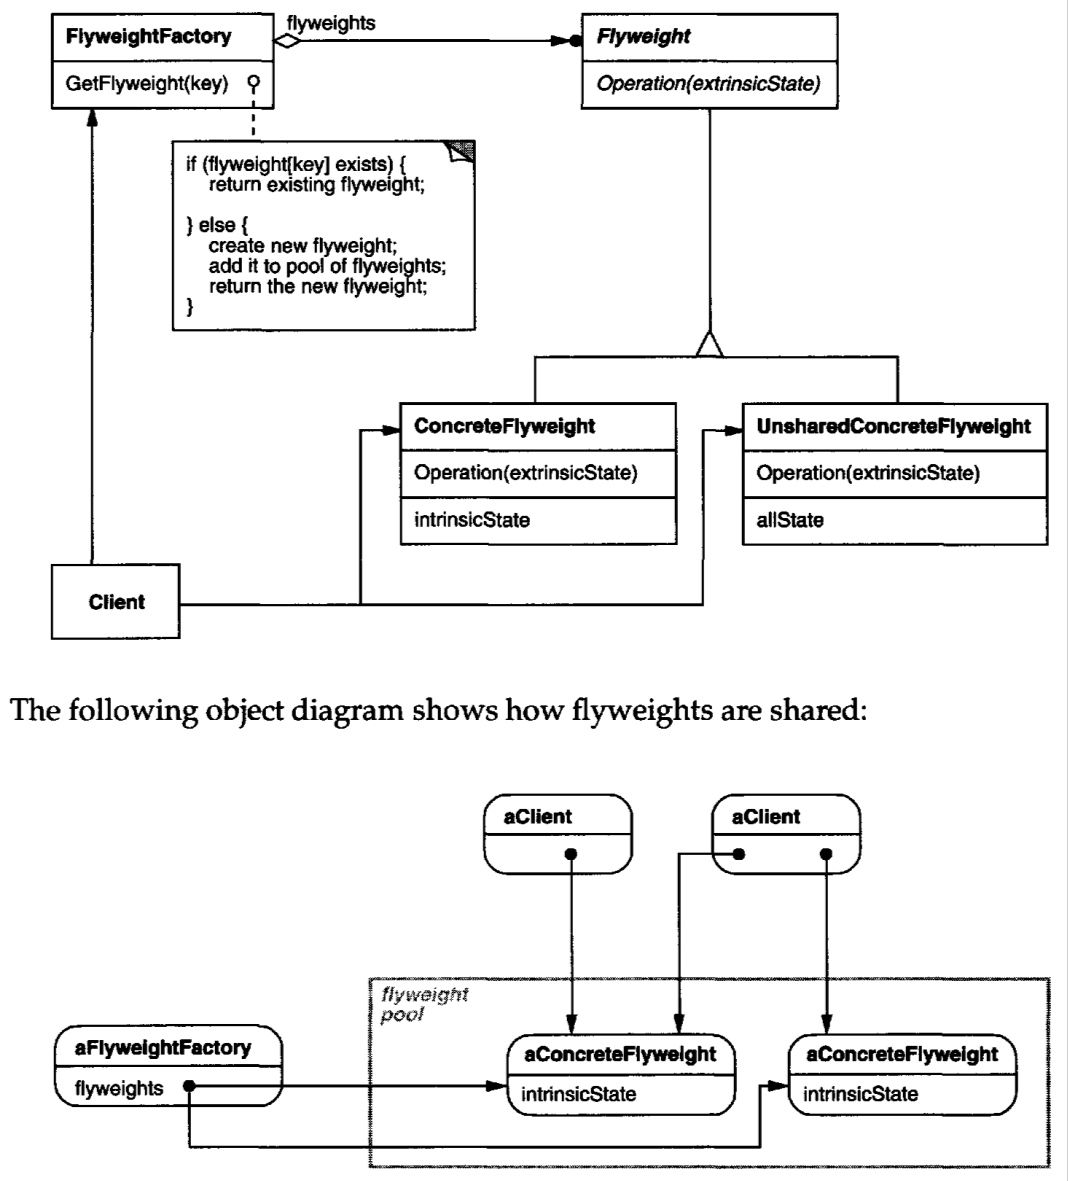 flyweights
FlyweightFactory
Flyweight
GetFlyweight(key)
Operation(extrinsicState)
if (flyweight[key] exists) {
return existing flyweight;
} else {
create new flyweight;
add it to pool of flyweights;
return the new flyweight;
}
ConcreteFlyweight
UnsharedConcreteFlyweight
Operation(extrinsicState)
Operation(extrinsicState)
intrinsicState
allState
Client
The following object diagram shows how flyweights are shared:
aClient
aClient
flyweight
pool
aFlyweightFactory
aConcreteFlyweight
aConcreteFlyweight
flyweights
intrinsicState
intrinsicState